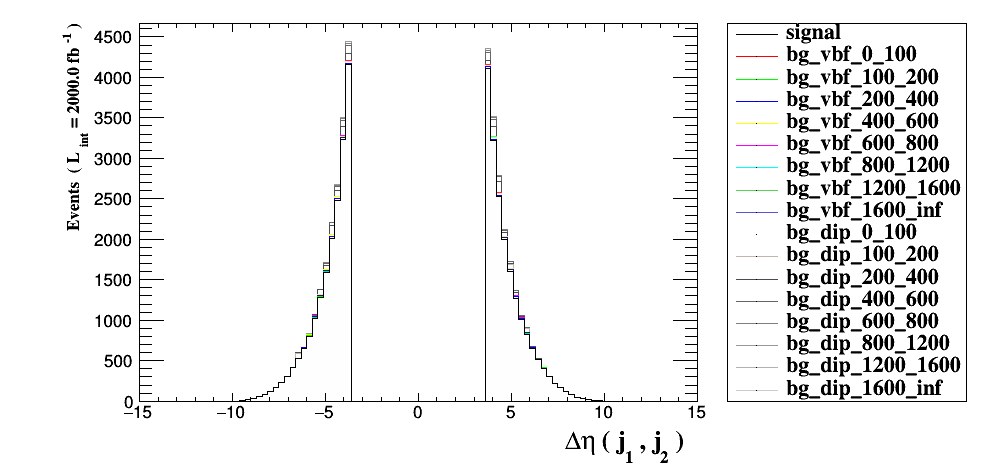 Events ( L int = 2000.0 fb -1 )
4500
4000
3500
3000
2500
2000
1500
1000
500
0
−15 −10 −5 0 5 10 15
Δη ( j1 , j2 )
signal
bg_vbf_0_100
bg_vbf_100_200
bg_vbf_200_400
bg_vbf_400_600
bg_vbf_600_800
bg_vbf_800_1200
bg_vbf_1200_1600
bg_vbf_1600_inf
bg_dip_0_100
bg_dip_100_200
bg_dip_200_400
bg_dip_400_600
bg_dip_600_800
bg_dip_800_1200
bg_dip_1200_1600
bg_dip_1600_inf